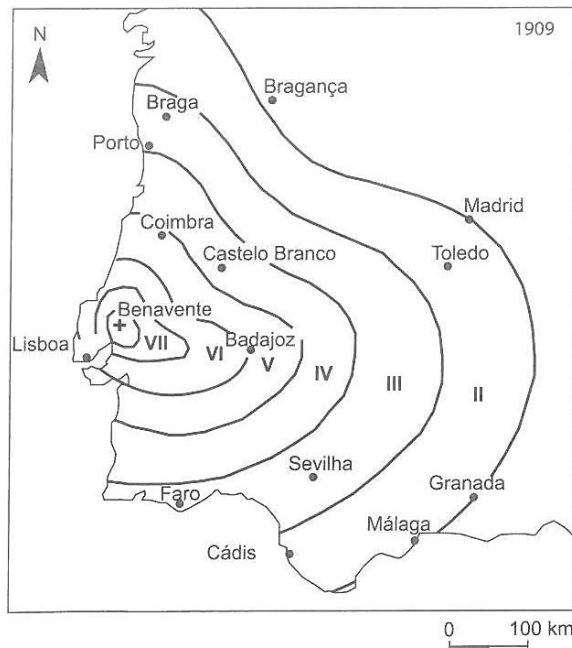 1909
N
Bragança
Braga
Porto
Madrid
Coimbra
Castelo Branco
Toledo
Benavente
Lisboa
VII
VI
Badajoz
V
IV
III
II
Sevilha
Granada
Faro
Málaga
Cádis
0 100 km